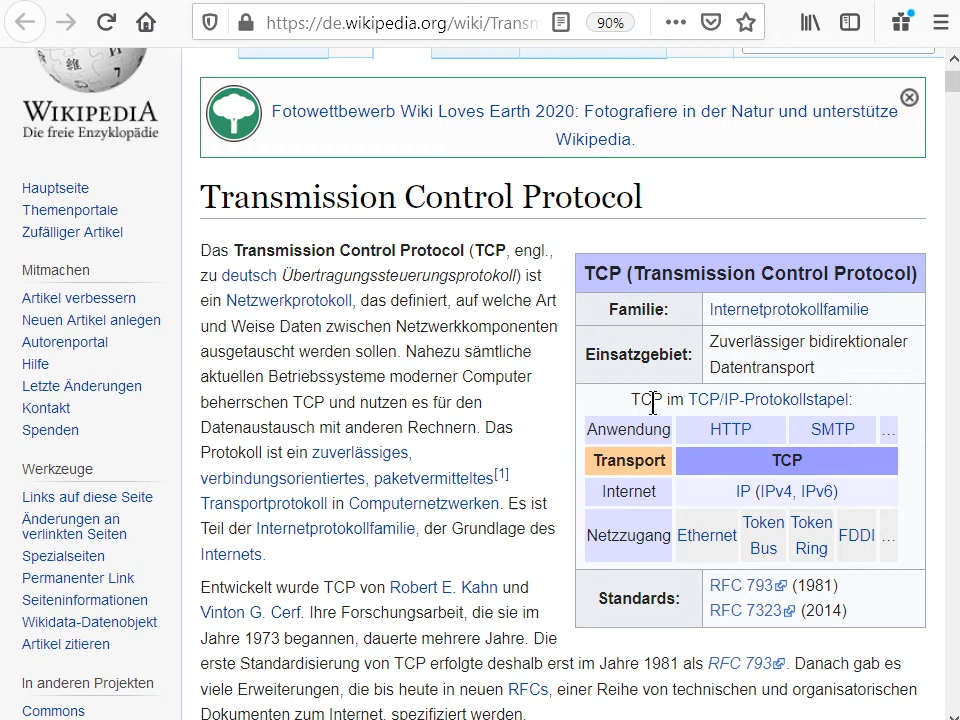 https://de.wikipedia.org/wiki/Transm
90%
WIKIPEDIA
Die freie Enzyklopädie
Hauptseite
Themenportale
Zufälliger Artikel
Mitmachen
Artikel verbessern
Neuen Artikel anlegen
Autorenportal
Hilfe
Letzte Änderungen
Kontakt
Spenden
Werkzeuge
Links auf diese Seite
Änderungen an
verlinkten Seiten
Spezialseiten
Permanenter Link
Seiteninformationen
Wikidata-Datenobjekt
Artikel zitieren
In anderen Projekten
Commons
Fotowettbewerb Wiki Loves Earth 2020: Fotografiere in der Natur und unterstütze
Wikipedia.
Transmission Control Protocol
Das Transmission Control Protocol (TCP, engl.,
zu deutsch Übertragungssteuerungsprotokoll) ist
ein Netzwerkprotokoll, das definiert, auf welche Art
und Weise Daten zwischen Netzwerkkomponenten
ausgetauscht werden sollen. Nahezu sämtliche
aktuellen Betriebssysteme moderner Computer
beherrschen TCP und nutzen es für den
Datenaustausch mit anderen Rechnern. Das
Protokoll ist ein zuverlässiges,
verbindungsorientiertes, paketvermitteltes[1]
Transportprotokoll in Computernetzwerken. Es ist
Teil der Internetprotokollfamilie, der Grundlage des
Internets.
Entwickelt wurde TCP von Robert E. Kahn und
Vinton G. Cerf. Ihre Forschungsarbeit, die sie im
Jahre 1973 begannen, dauerte mehrere Jahre. Die
erste Standardisierung von TCP erfolgte deshalb erst im Jahre 1981 als RFC 793. Danach gab es
viele Erweiterungen, die bis heute in neuen RFCs, einer Reihe von technischen und organisatorischen
Dokumenten zum Internet, spezifiziert werden.
TCP (Transmission Control Protocol)
Familie: Internetprotokollfamilie
Einsatzgebiet: Zuverlässiger bidirektionaler
Datentransport
TCP im TCP/IP-Protokollstapel:
Anwendung HTTP SMTP …
Transport TCP
Internet IP (IPv4, IPv6)
Netzzugang Ethernet Token Bus Token Ring FDDI …
Standards: RFC 793 (1981)
RFC 7323 (2014)